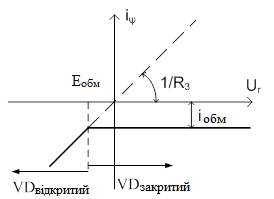 iψ
Eобм
1/R3
Uг
iобм
VDвідкритий
VDзакритий